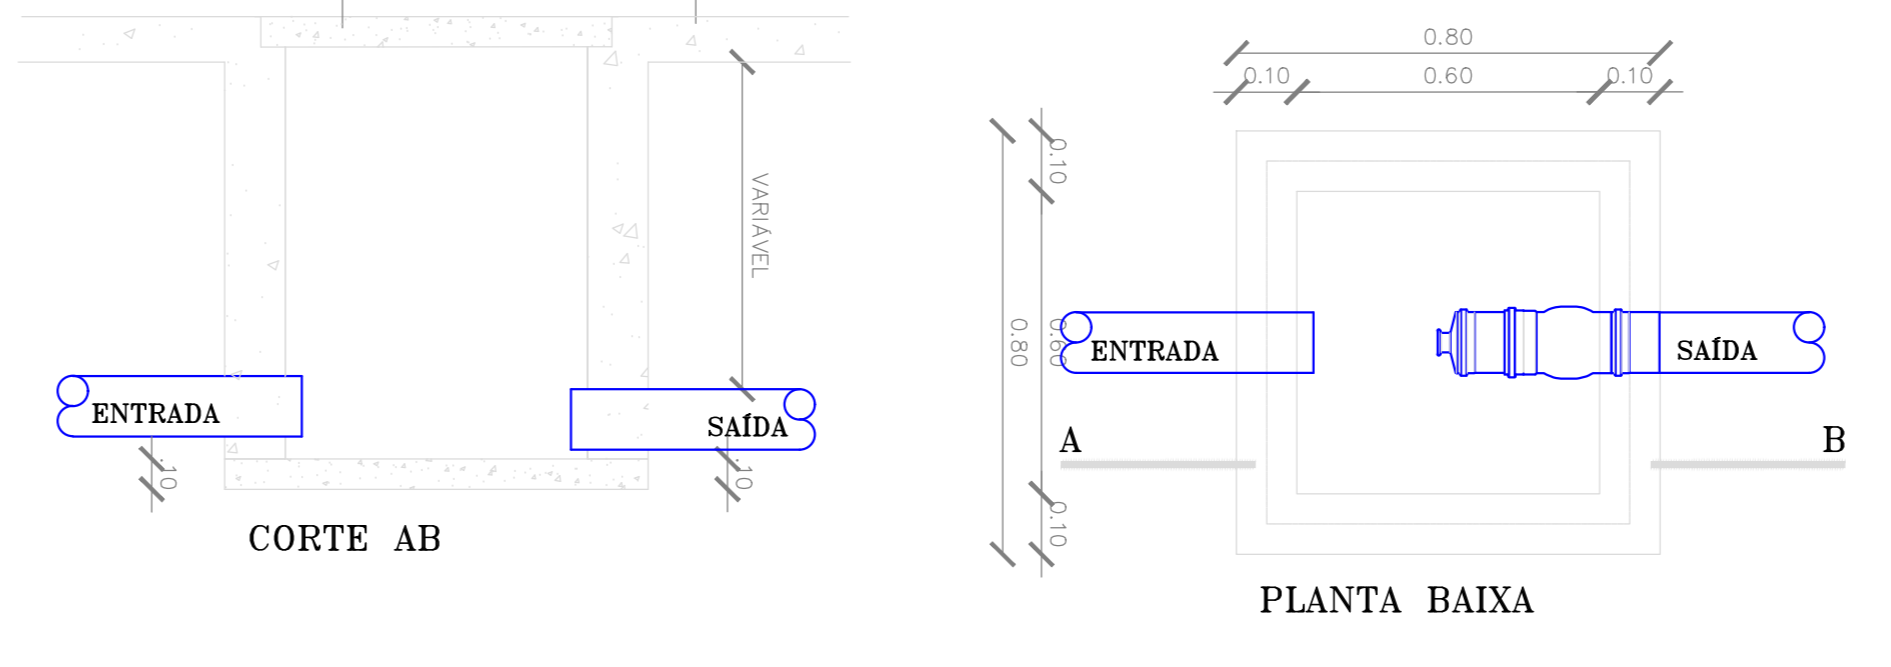 VARIÁVEL
ENTRADA
SAÍDA
.10
.10
CORTE AB
0.80
0.10 0.60 0.10
0.10
0.80
0.60
ENTRADA
SAÍDA
A
B
0.10
PLANTA BAIXA